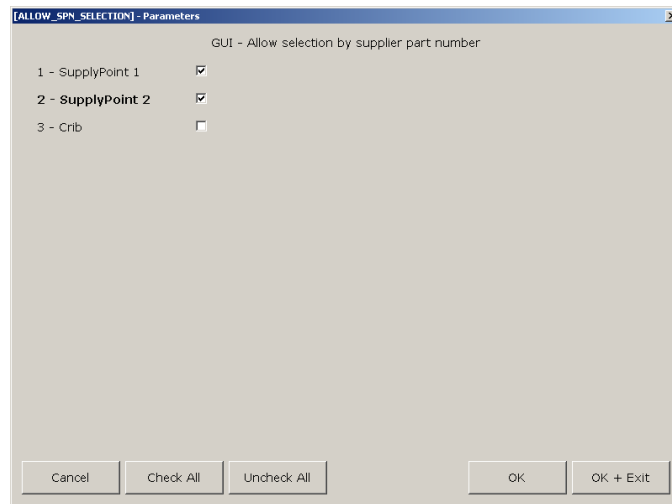 [ALLOW_SPN_SELECTION] - Parameters
GUI - Allow selection by supplier part number
1 - SupplyPoint 1
2 - SupplyPoint 2
3 - Crib
Cancel Check All Uncheck All OK OK + Exit